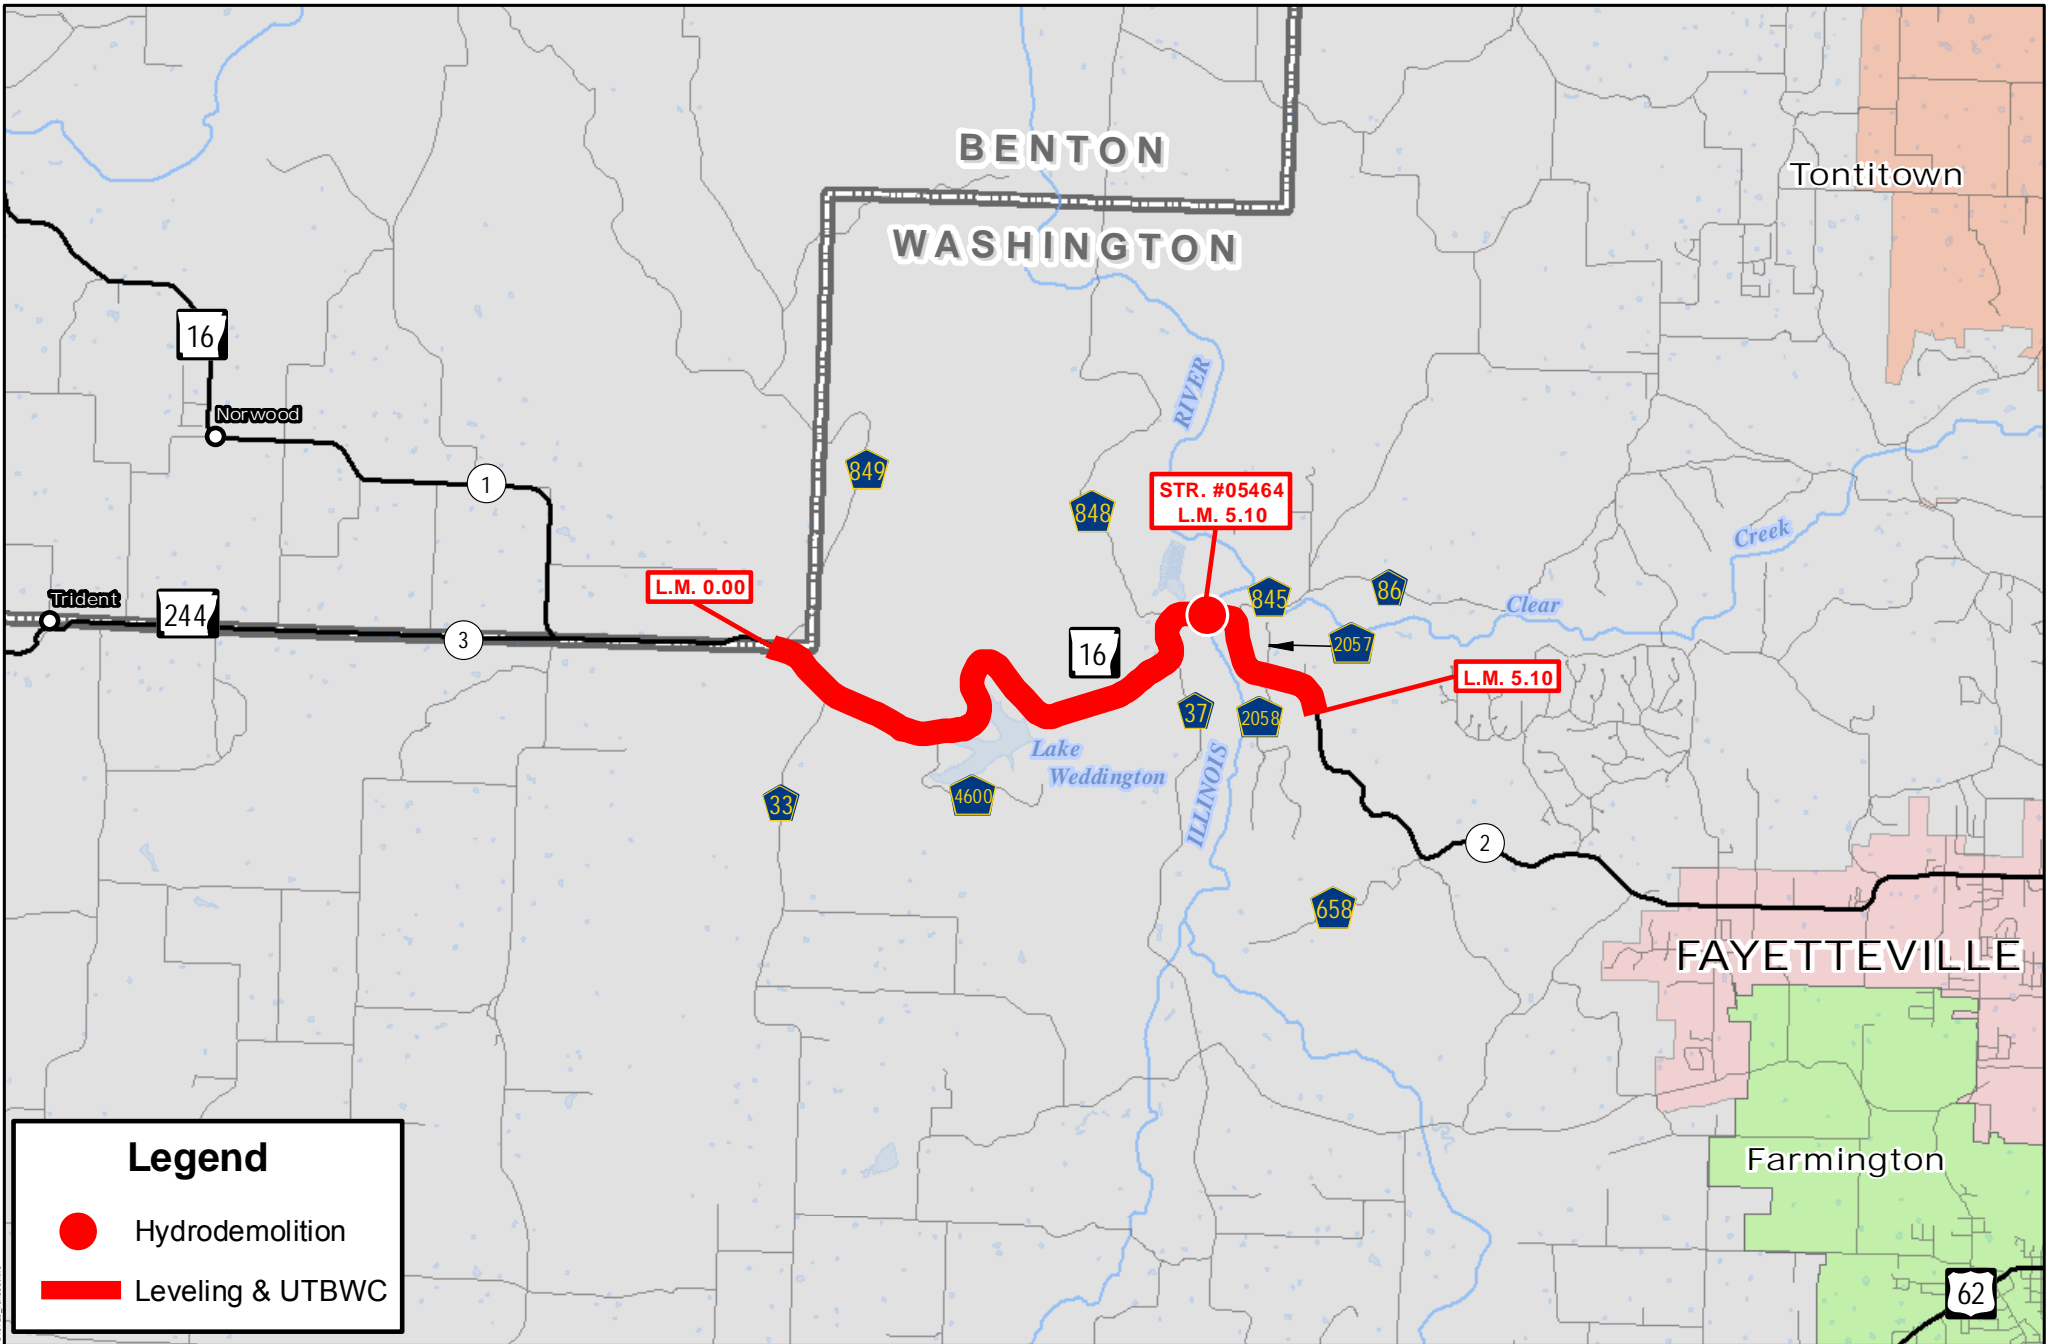 BENTON
Tontitown
WASHINGTON
16
Norwood
RIVER
849
1
STR. #05464
L.M. 5.10
848
Creek
L.M. 0.00
86
845
Trident
244
Clear
3
2057
16
L.M. 5.10
37
2058
Lake
Weddington
ILLINOIS
4600
33
2
658
FAYETTEVILLE
Farmington
62
Legend
Hydrodemolition
Leveling & UTBWC